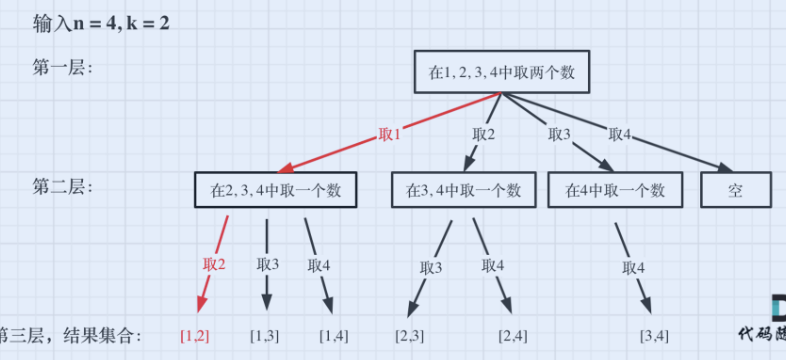 输入n = 4, k = 2
第一层：
在1, 2, 3, 4中取两个数
取1
取2
取3
取4
第二层：
在2, 3, 4中取一个数
在3, 4中取一个数
在4中取一个数
空
取2
取3
取4
取3
取4
取4
第三层，结果集合：
[1,2]
[1,3]
[1,4]
[2,3]
[2,4]
[3,4]
代码随